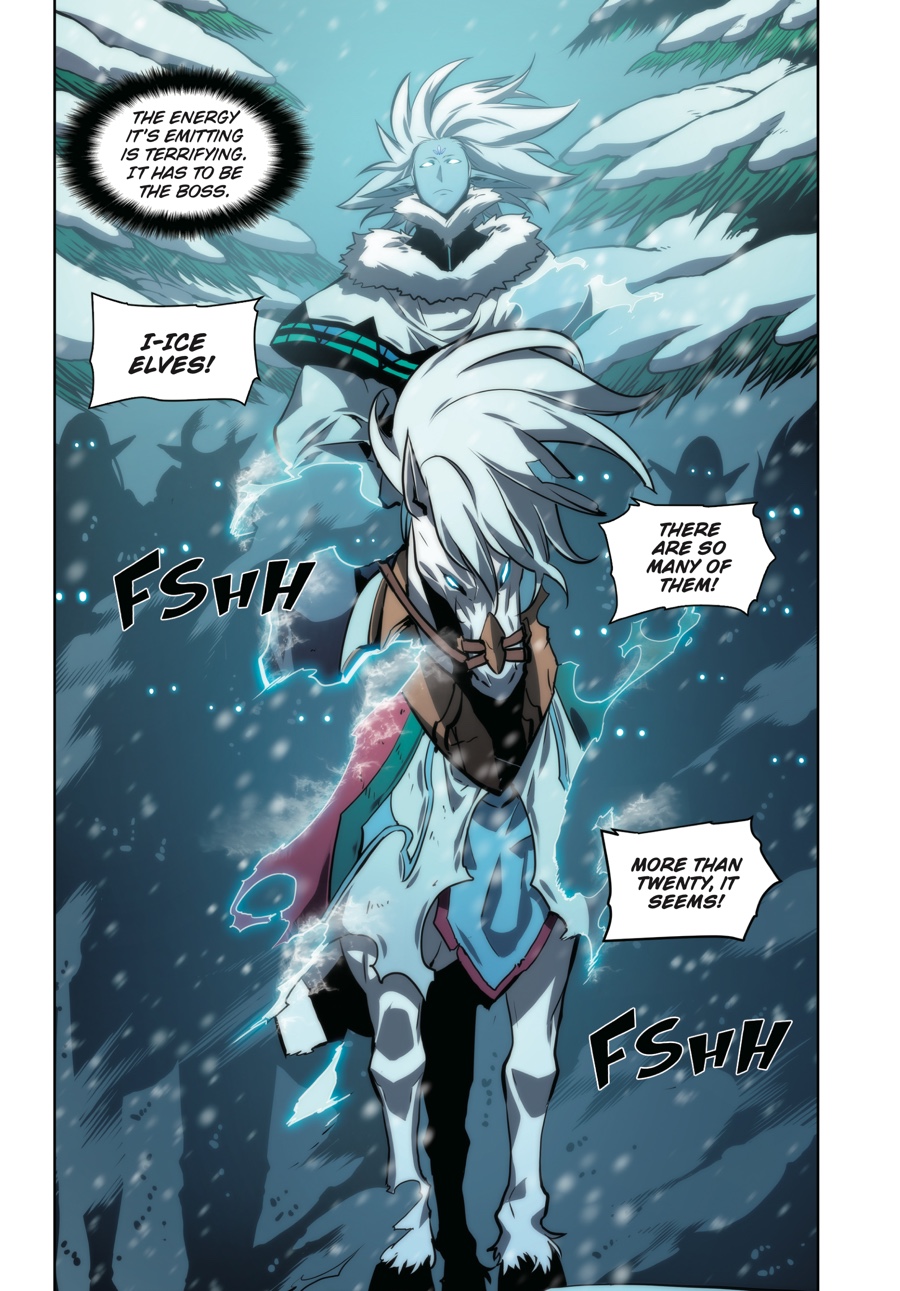 THE ENERGY
IT'S EMITTING
IS TERRIFYING.
IT HAS TO BE
THE BOSS.
I-ICE
ELVES!
THERE
ARE SO
MANY OF
THEM!
FSHH
MORE THAN
TWENTY, IT
SEEMS!
FSHH